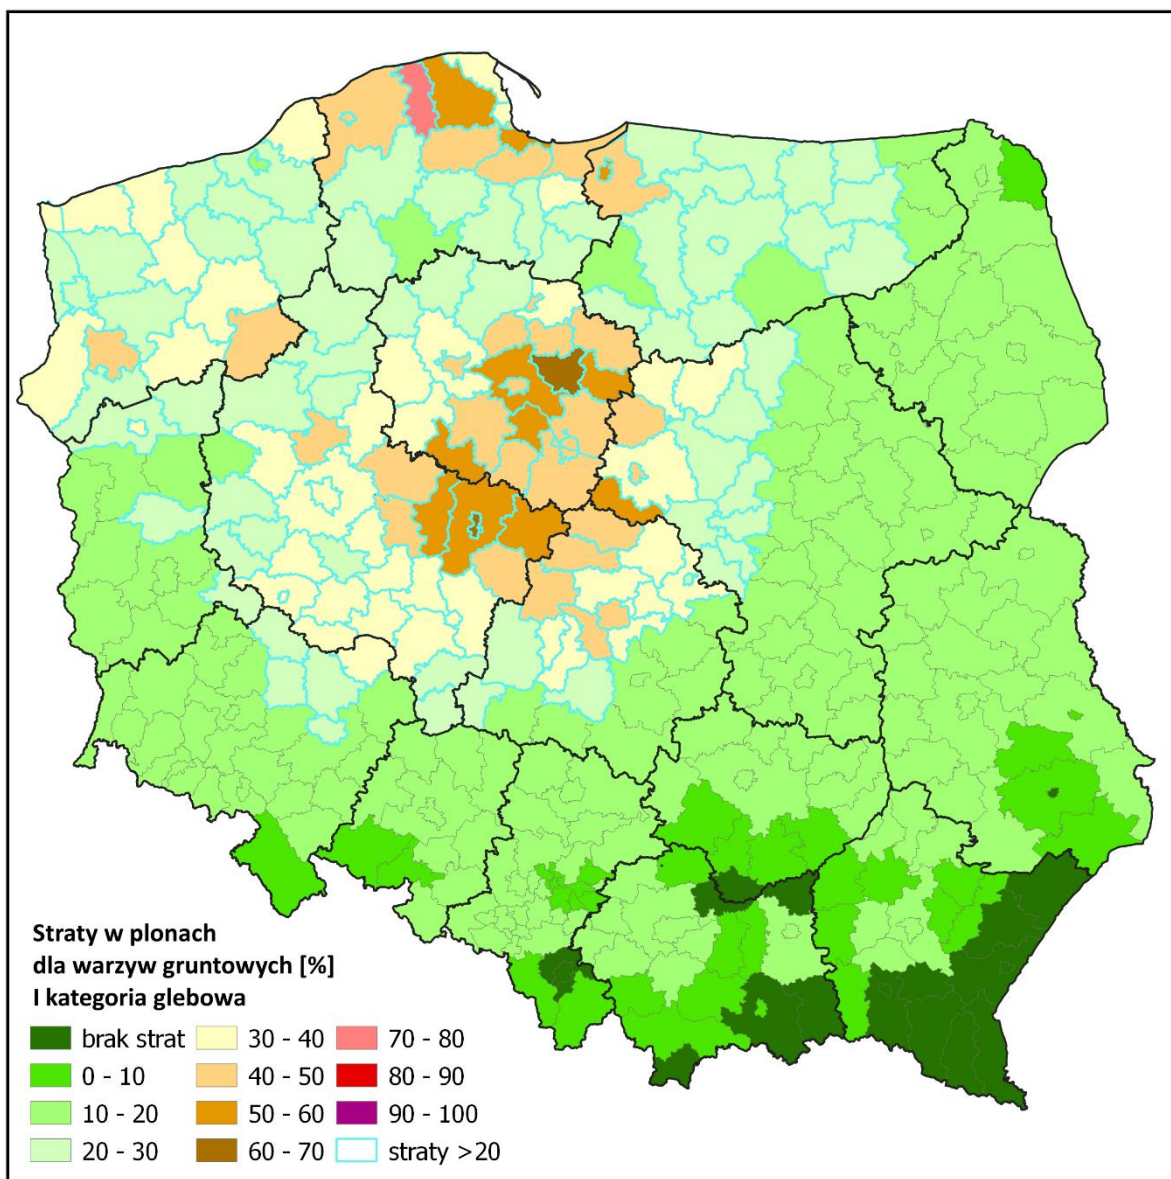 Straty w plonach
dla warzyw gruntowych [%]
I kategoria glebowa
brak strat
0 - 10
10 - 20
20 - 30
30 - 40
40 - 50
50 - 60
60 - 70
70 - 80
80 - 90
90 - 100
straty >20